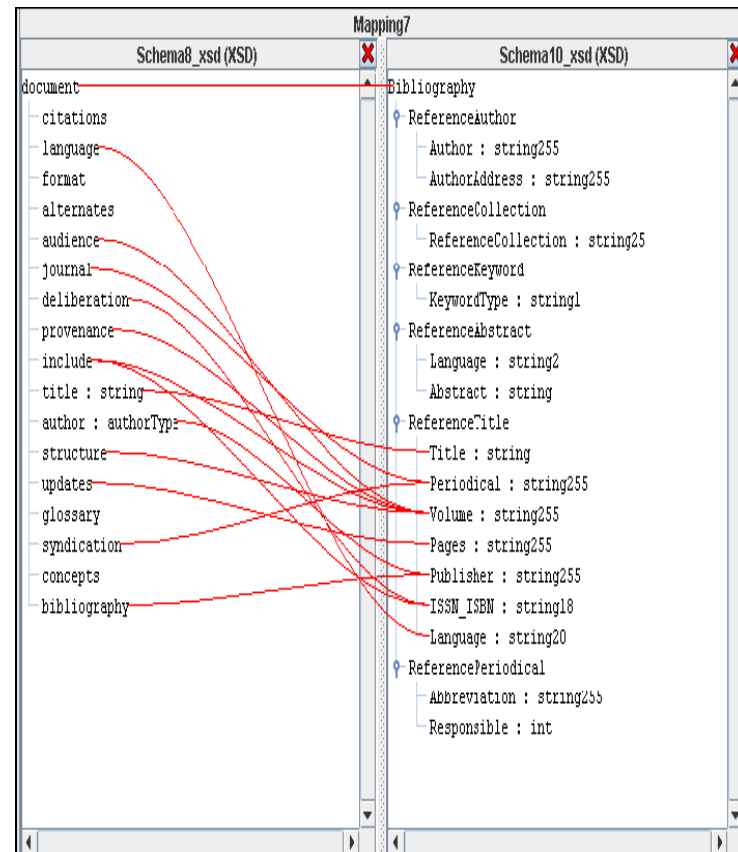 Mapping7
Schema8_xsd (XSD)
document
citations
language
format
alternates
audience
journal
deliberation
provenance
include
title : string
author : authorType
structure
updates
glossary
syndication
concepts
bibliography
Schema10_xsd (XSD)
Bibliography
ReferenceAuthor
Author : string255
AuthorAddress : string255
ReferenceCollection
ReferenceCollection : string25
ReferenceKeyword
KeywordType : string1
ReferenceAbstract
Language : string2
Abstract : string
ReferenceTitle
Title : string
Periodical : string255
Volume : string255
Pages : string255
Publisher : string255
ISSN_ISBN : string18
Language : string20
ReferencePeriodical
Abbreviation : string255
Responsible : int